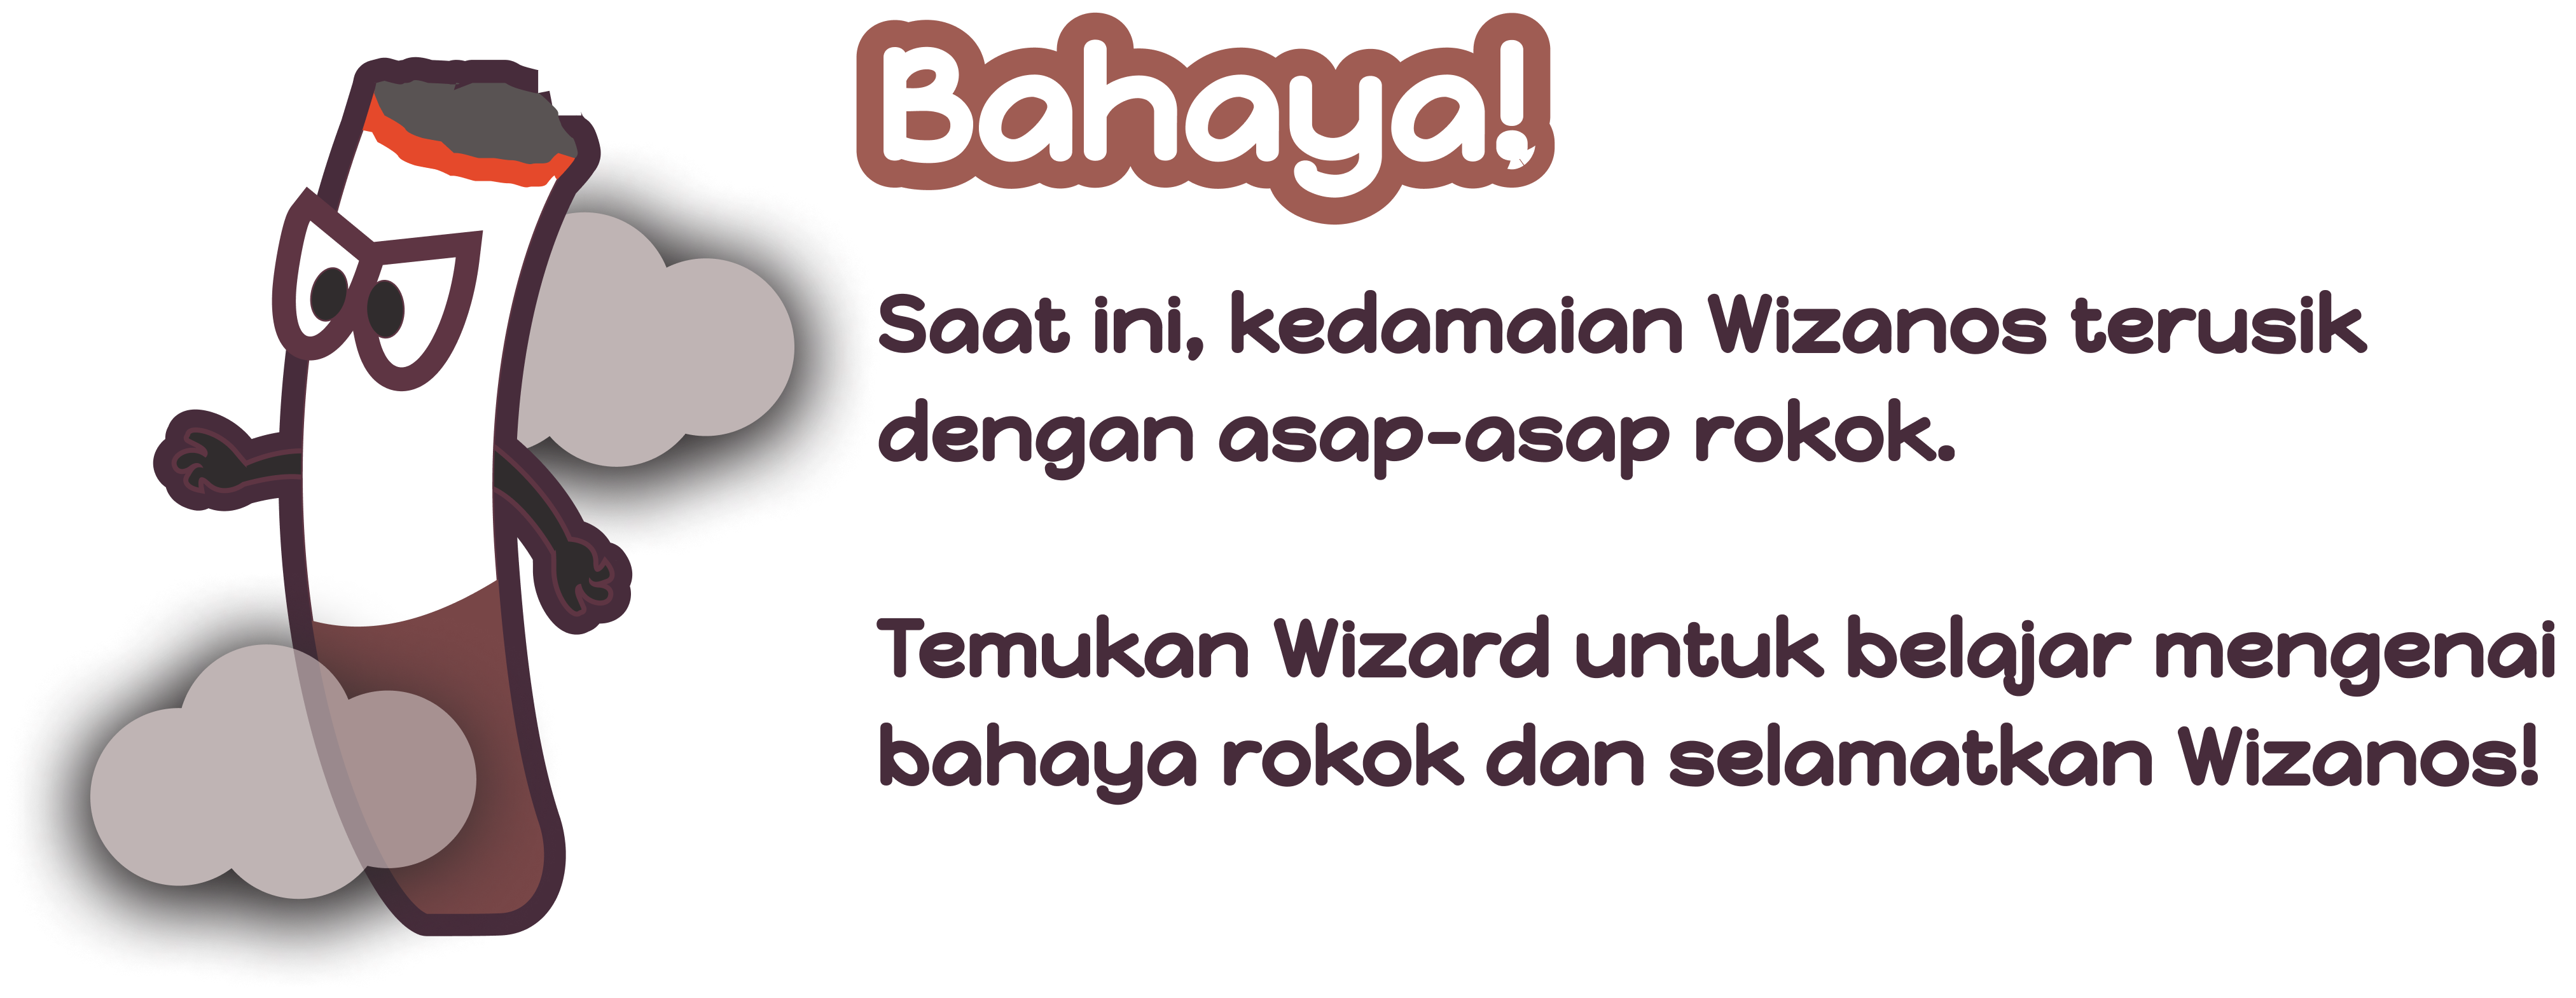 Bahaya!
Saat ini, kedamaian Wizanos terusik
dengan asap-asap rokok.
Temukan Wizard untuk belajar mengenai
bahaya rokok dan selamatkan Wizanos!